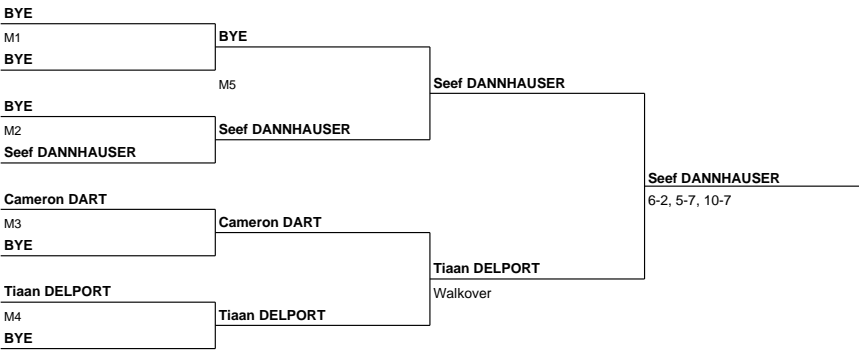 BYE
M1
BYE
BYE
M5
BYE
M2
Seef DANNHAUSER
Seef DANNHAUSER
Seef DANNHAUSER
Cameron DART
M3
BYE
Cameron DART
Tiaan DELPORT
M4
BYE
Tiaan DELPORT
Tiaan DELPORT
Walkover
Seef DANNHAUSER
6-2, 5-7, 10-7